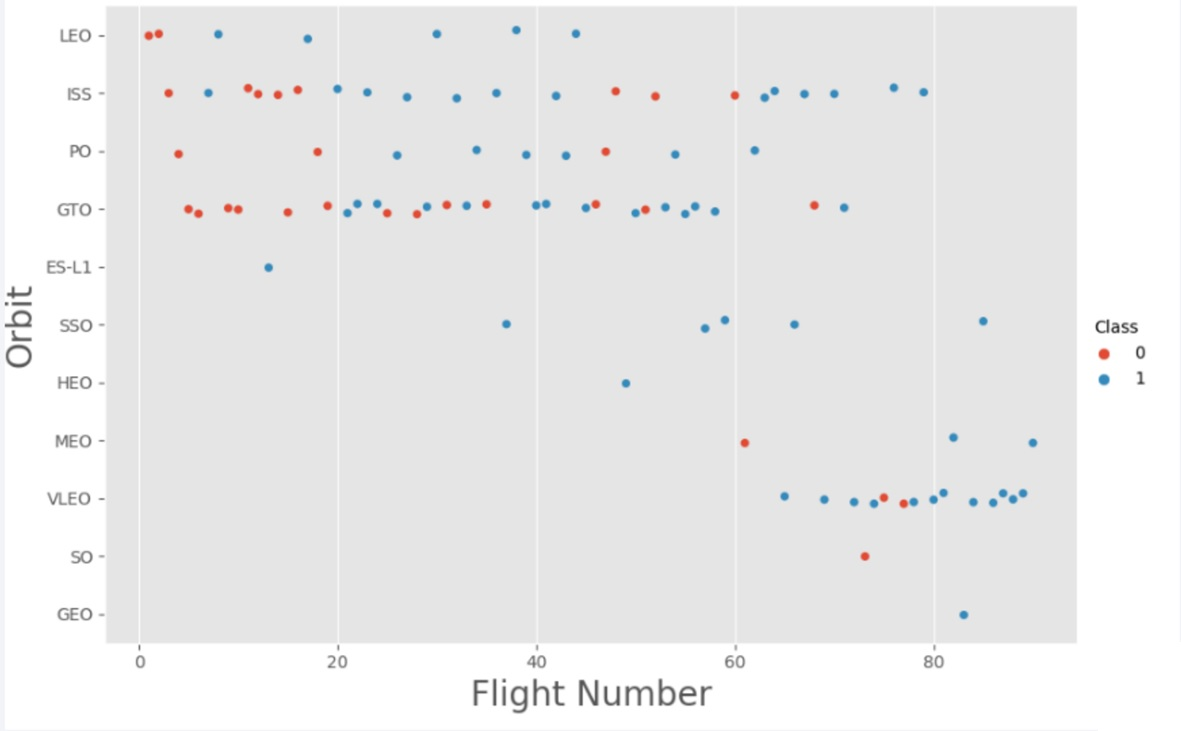 LEO
ISS
PO
GTO
ES-L1
SSO
HEO
MEO
VLEO
SO
GEO
Orbit
0 20 40 60 80
Flight Number
Class
0
1